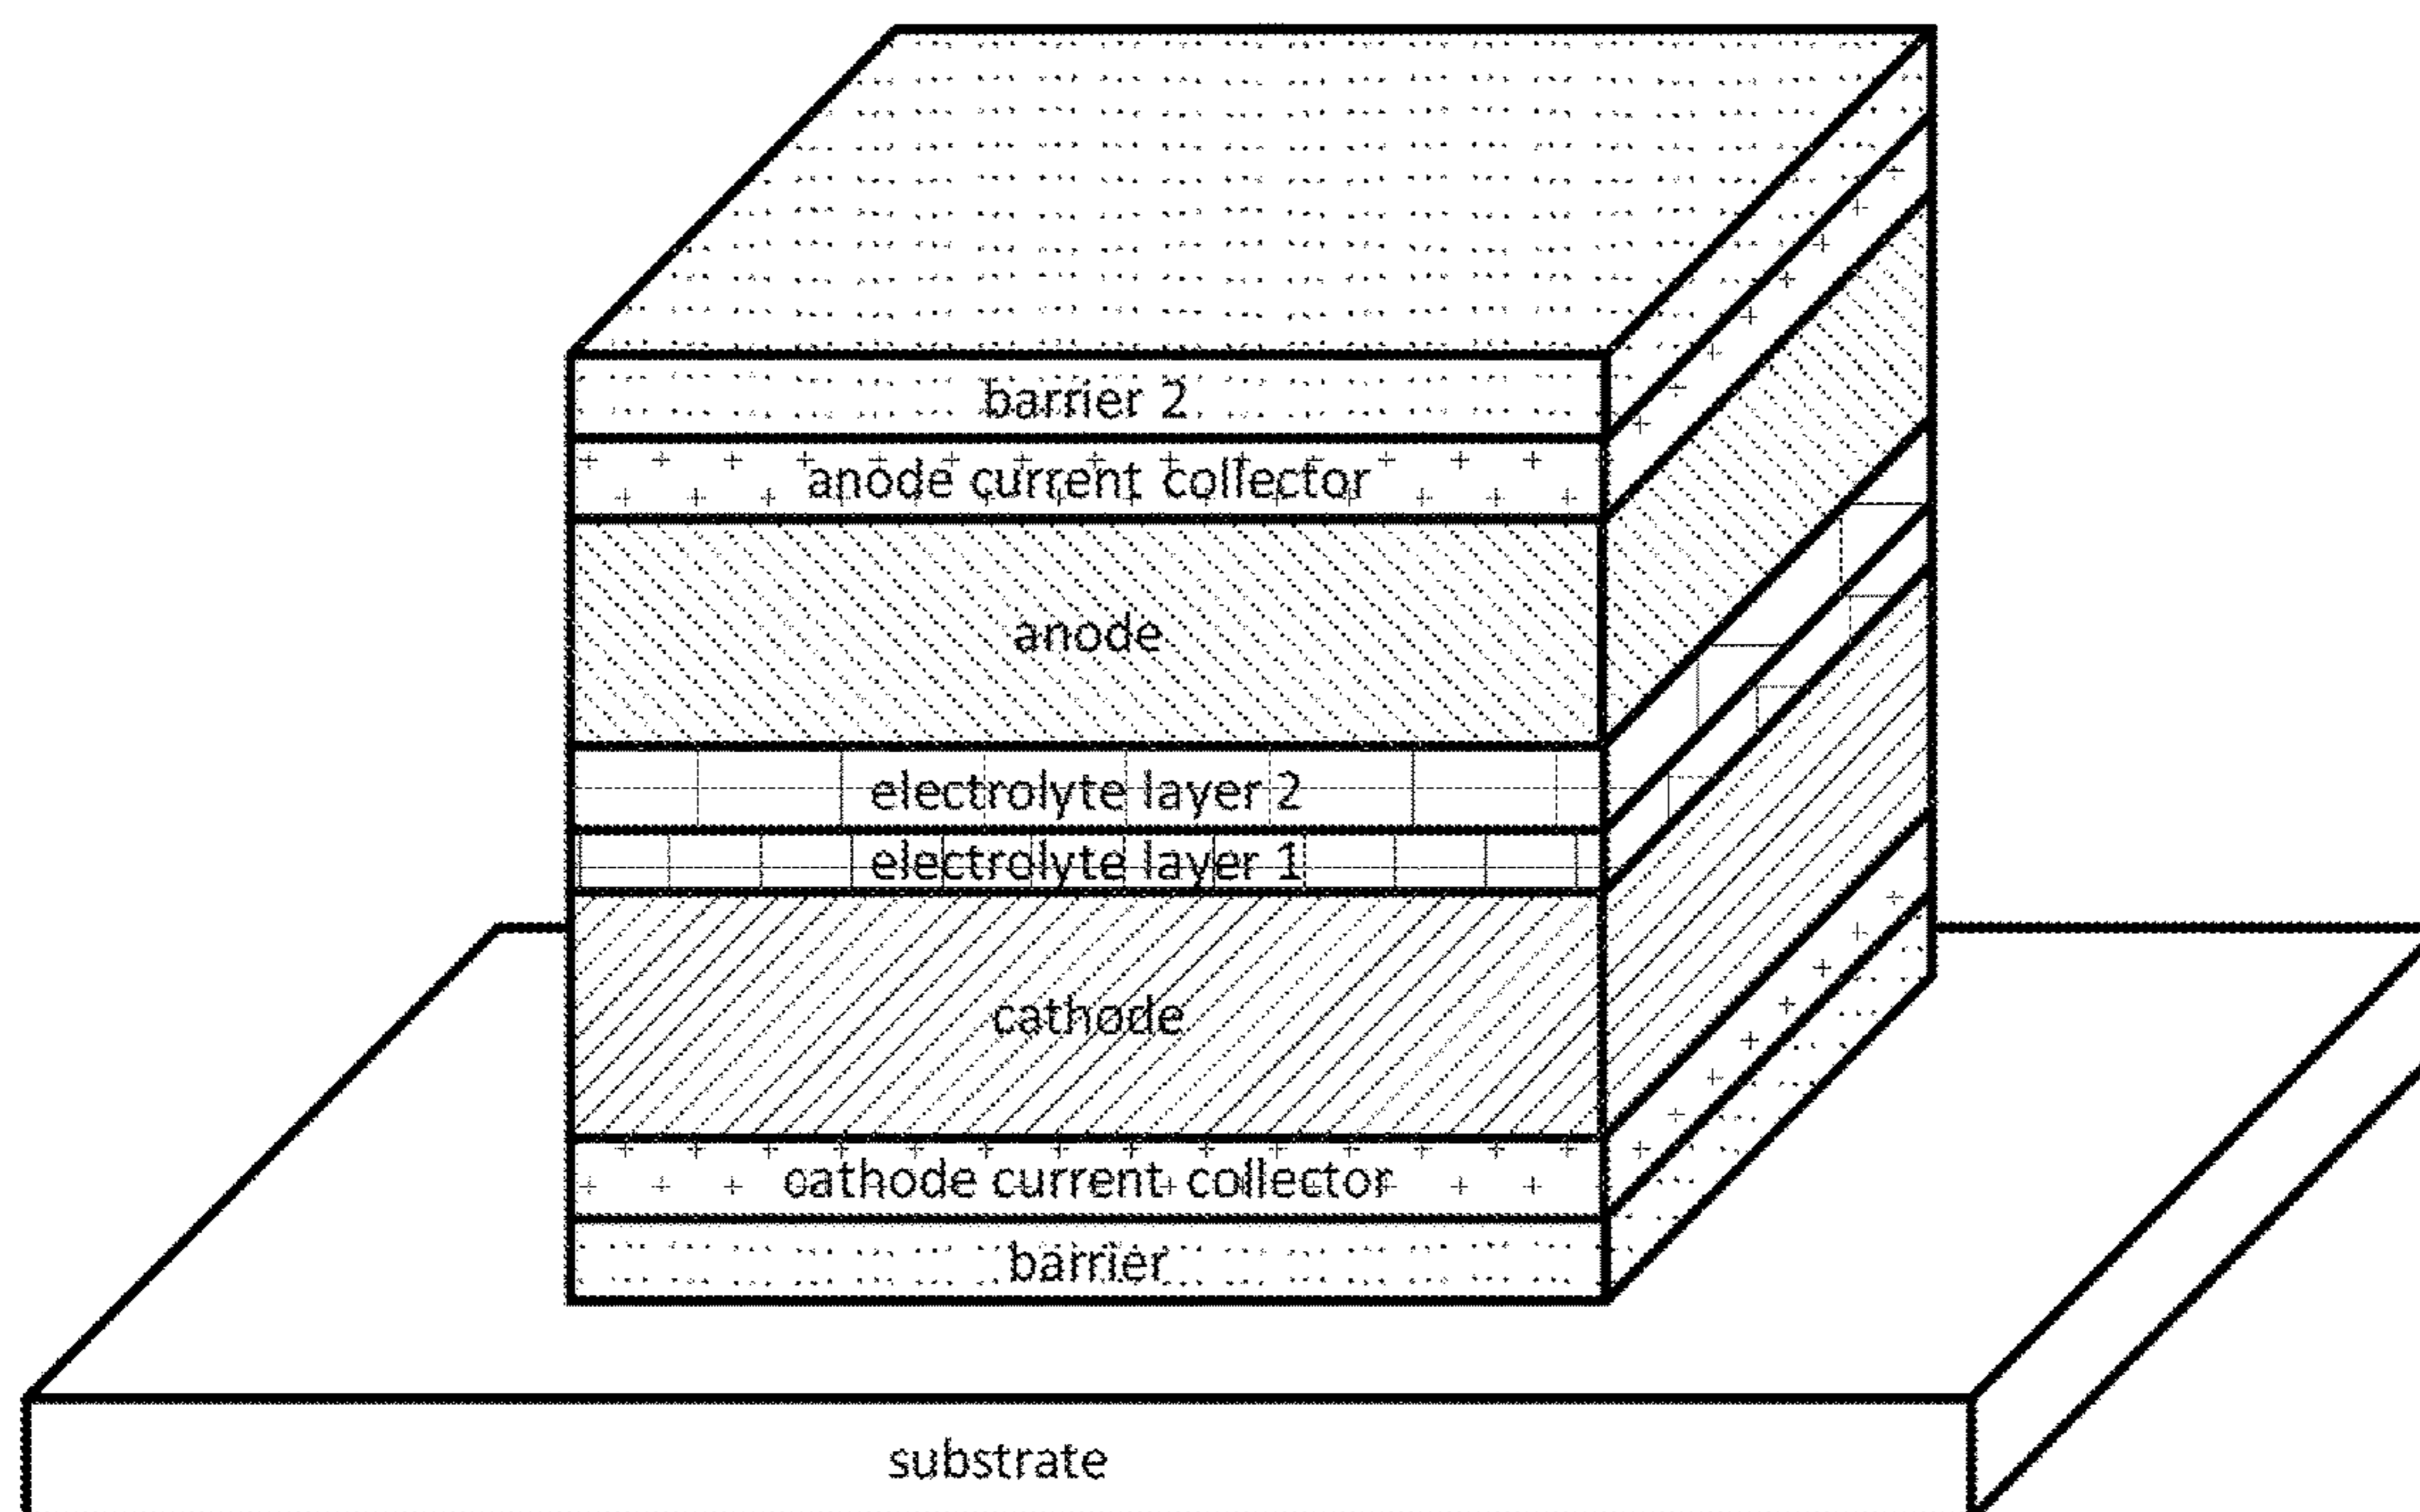 barrier 2
anode current collector
anode
electrolyte layer 2
electrolyte layer 1
cathode
cathode current collector
barrier
substrate